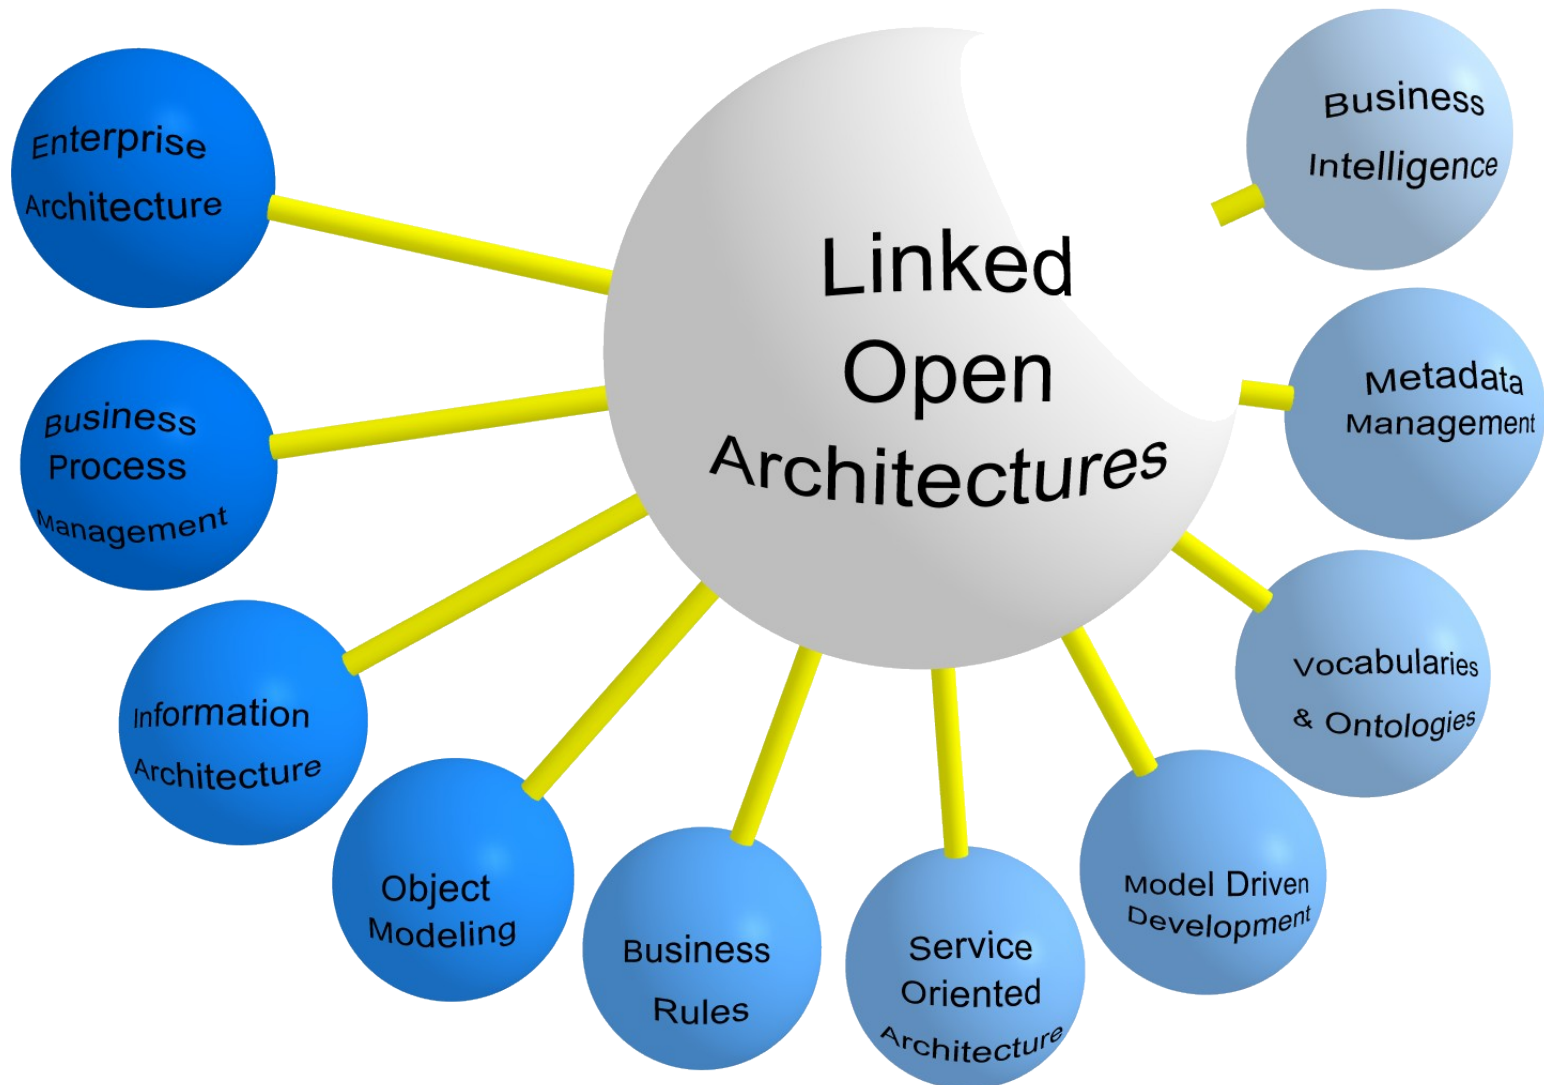 Linked
Open
Architectures
Enterprise
Architecture
Business
Process
Management
Information
Architecture
Object
Modeling
Business
Rules
Service
Oriented
Architecture
Model Driven
Development
Vocabularies
& Ontologies
Metadata
Management
Business
Intelligence